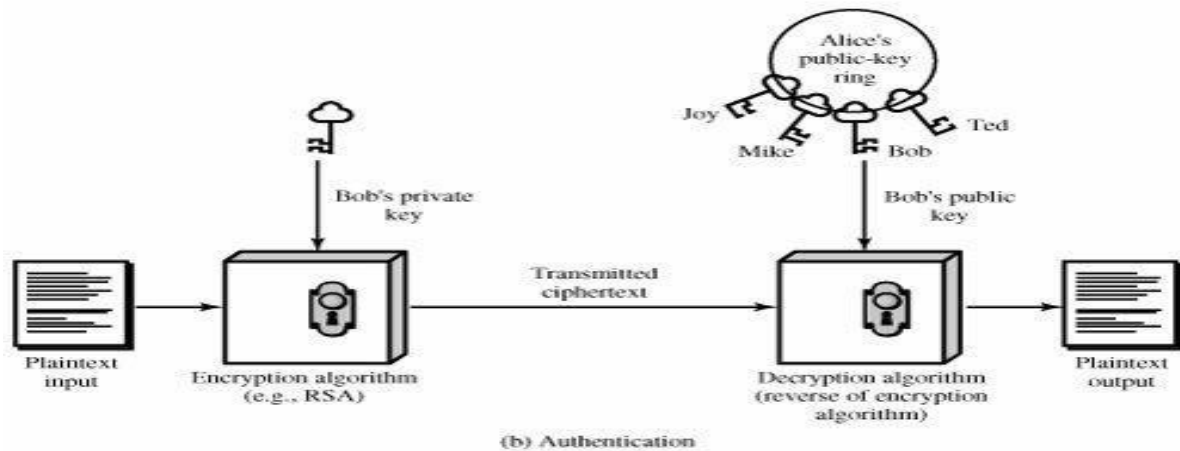 Alice's
public-key
ring
Joy
Mike
Bob
Ted
Bob's private
key
Bob's public
key
Transmitted
ciphertext
Plaintext
input
Encryption algorithm
(e.g., RSA)
Decryption algorithm
(reverse of encryption
algorithm)
Plaintext
output
(b) Authentication